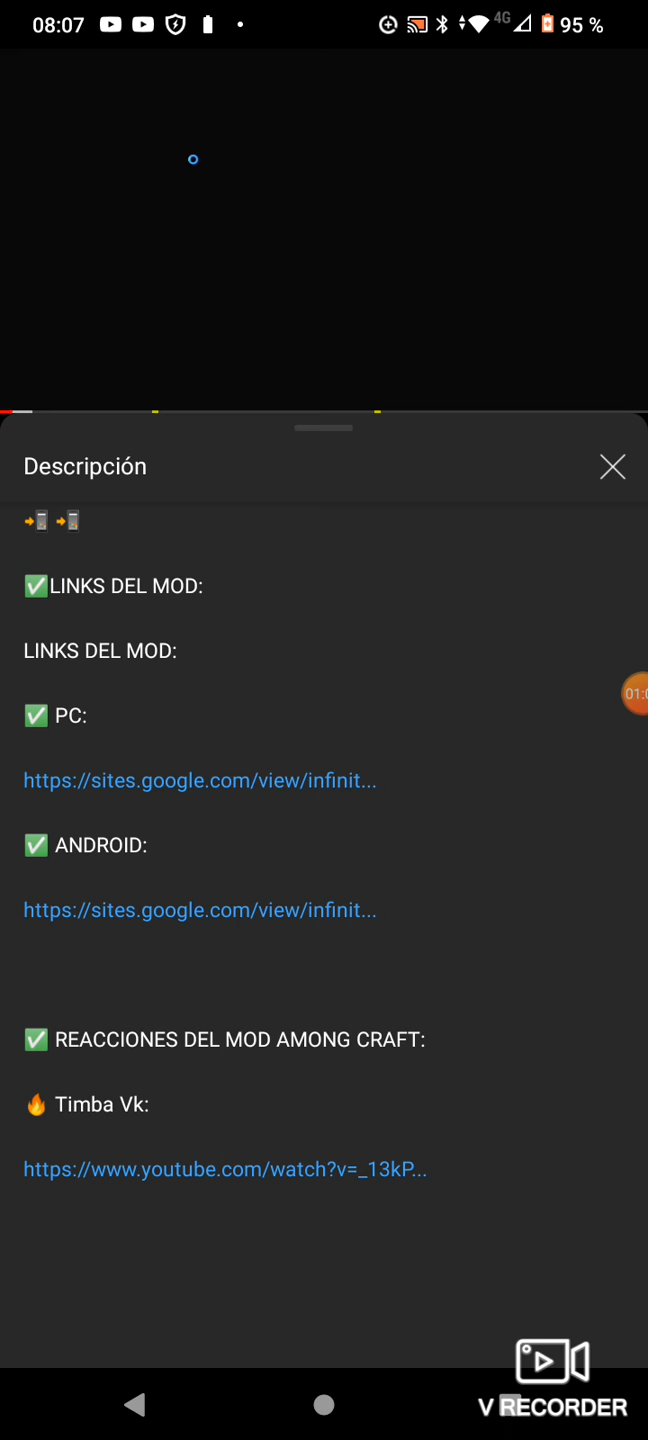 08:07
4G
95 %
Descripción
✅LINKS DEL MOD:
LINKS DEL MOD:
✅ PC:
https://sites.google.com/view/infinit...
✅ ANDROID:
https://sites.google.com/view/infinit...
✅ REACCIONES DEL MOD AMONG CRAFT:
🔥 Timba Vk:
https://www.youtube.com/watch?v=_13kP...
V RECORDER